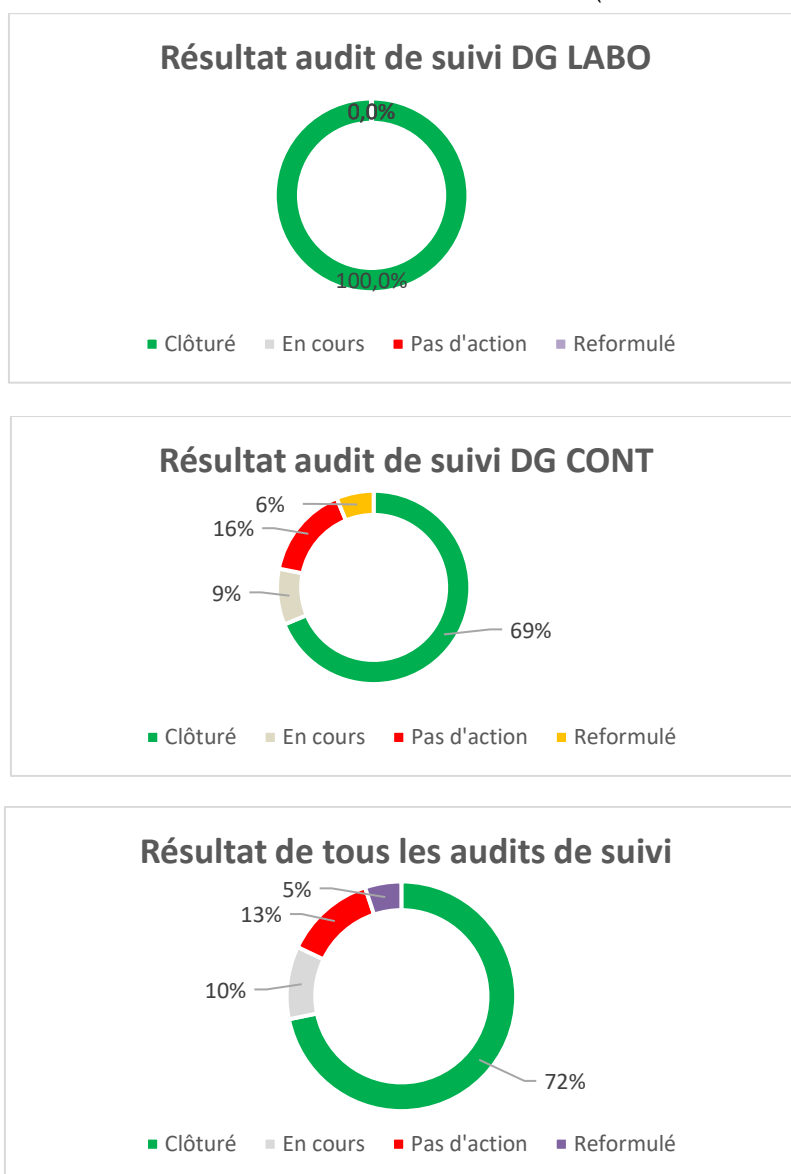 (
Résultat audit de suivi DG LABO
0,0%
100,0%
Clôturé En cours Pas d'action Reformulé
Résultat audit de suivi DG CONT
6%
16%
9%
69%
Clôturé En cours Pas d'action Reformulé
Résultat de tous les audits de suivi
5%
13%
10%
72%
Clôturé En cours Pas d'action Reformulé